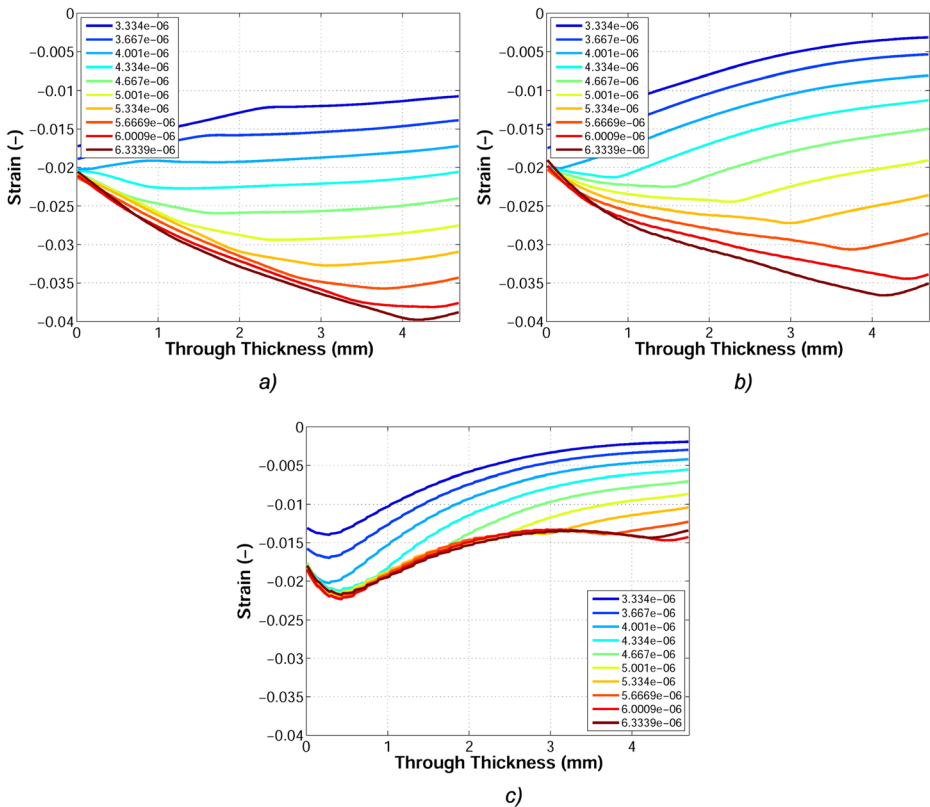 0
−0.005
−0.01
−0.015
−0.02
−0.025
−0.03
−0.035
−0.04
Strain (−)
3.334e−06
3.667e−06
4.001e−06
4.334e−06
4.667e−06
5.001e−06
5.334e−06
5.6669e−06
6.0009e−06
6.3339e−06
0 1 2 3 4
Through Thickness (mm)
a)
0
−0.005
−0.01
−0.015
−0.02
−0.025
−0.03
−0.035
−0.04
Strain (−)
3.334e−06
3.667e−06
4.001e−06
4.334e−06
4.667e−06
5.001e−06
5.334e−06
5.6669e−06
6.0009e−06
6.3339e−06
0 1 2 3 4
Through Thickness (mm)
b)
0
−0.005
−0.01
−0.015
−0.02
−0.025
−0.03
−0.035
−0.04
Strain (−)
3.334e−06
3.667e−06
4.001e−06
4.334e−06
4.667e−06
5.001e−06
5.334e−06
5.6669e−06
6.0009e−06
6.3339e−06
0 1 2 3 4
Through Thickness (mm)
c)